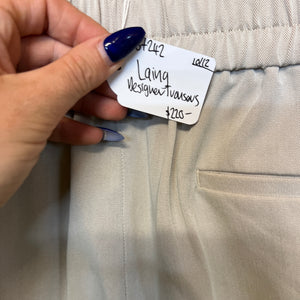 #242 10/12
Laing
Designer Trousers
$220-